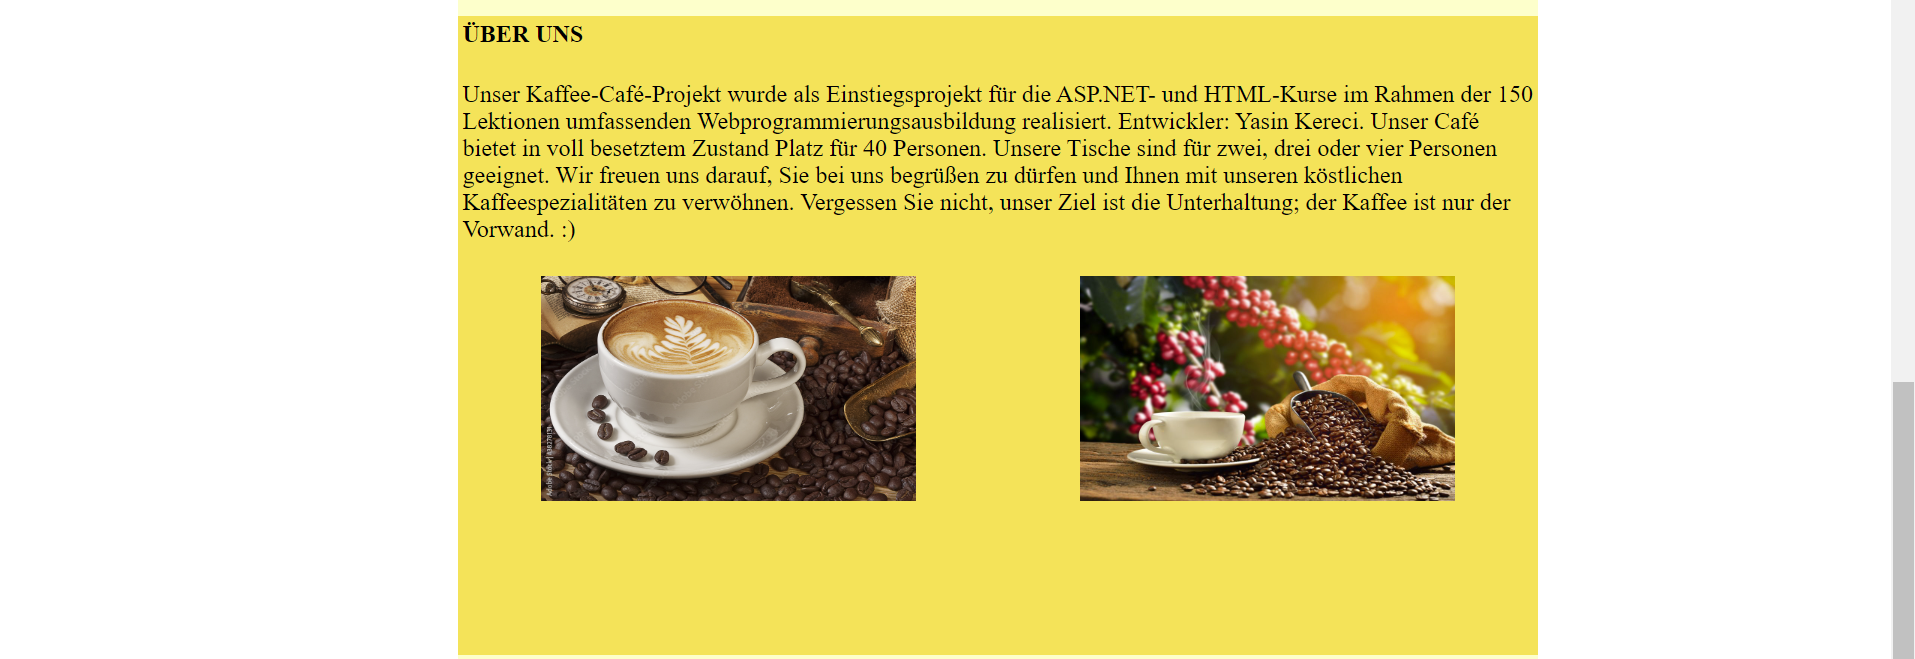 ÜBER UNS
Unser Kaffee-Café-Projekt wurde als Einstiegsprojekt für die ASP.NET- und HTML-Kurse im Rahmen der 150
Lektionen umfassenden Webprogrammierungsausbildung realisiert. Entwickler: Yasin Kereci. Unser Café
bietet in voll besetztem Zustand Platz für 40 Personen. Unsere Tische sind für zwei, drei oder vier Personen
geeignet. Wir freuen uns darauf, Sie bei uns begrüßen zu dürfen und Ihnen mit unseren köstlichen
Kaffeespezialitäten zu verwöhnen. Vergessen Sie nicht, unser Ziel ist die Unterhaltung; der Kaffee ist nur der
Vorwand. :)
Adobe Stock |